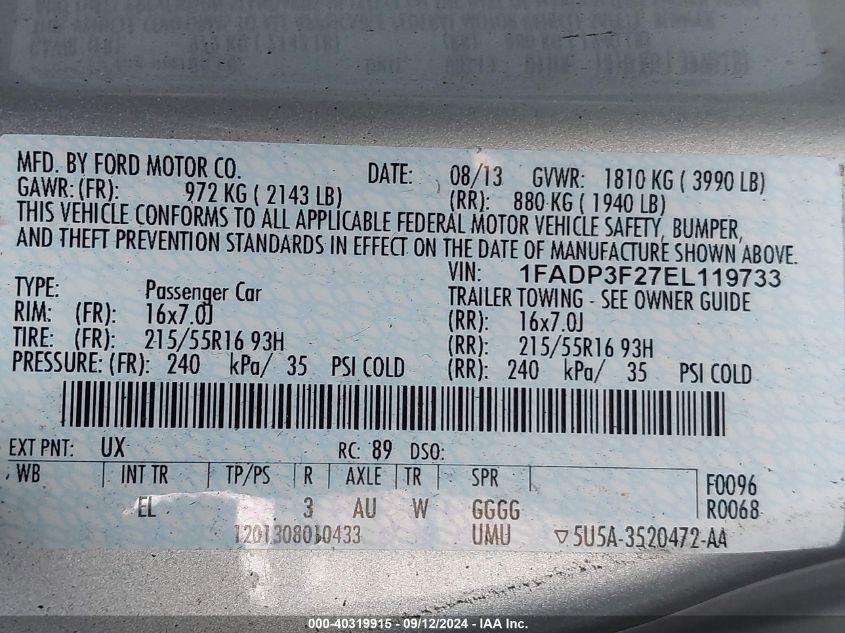 MFD. BY FORD MOTOR CO. DATE: 08/13 GVWR: 1810 KG ( 3990 LB)
GAWR: (FR): 972 KG ( 2143 LB) (RR): 880 KG ( 1940 LB)
THIS VEHICLE CONFORMS TO ALL APPLICABLE FEDERAL MOTOR VEHICLE SAFETY, BUMPER,
AND THEFT PREVENTION STANDARDS IN EFFECT ON THE DATE OF MANUFACTURE SHOWN ABOVE.
VIN: 1FADP3F27EL119733
TYPE: Passenger Car TRAILER TOWING - SEE OWNER GUIDE
RIM: (FR): 16x7.0J (RR): 16x7.0J
TIRE: (FR): 215/55R16 93H (RR): 215/55R16 93H
PRESSURE: (FR): 240 kPa/ 35 PSI COLD (RR): 240 kPa/ 35 PSI COLD
EXT PNT: UX RC: 89 DSO:
WB INT TR TP/PS R AXLE TR SPR F0096
EL 3 AU W GGGG R0068
1201308010433 UMU ▽5U5A-3520472-AA
000-40319915 - 09/12/2024 - IAA Inc.